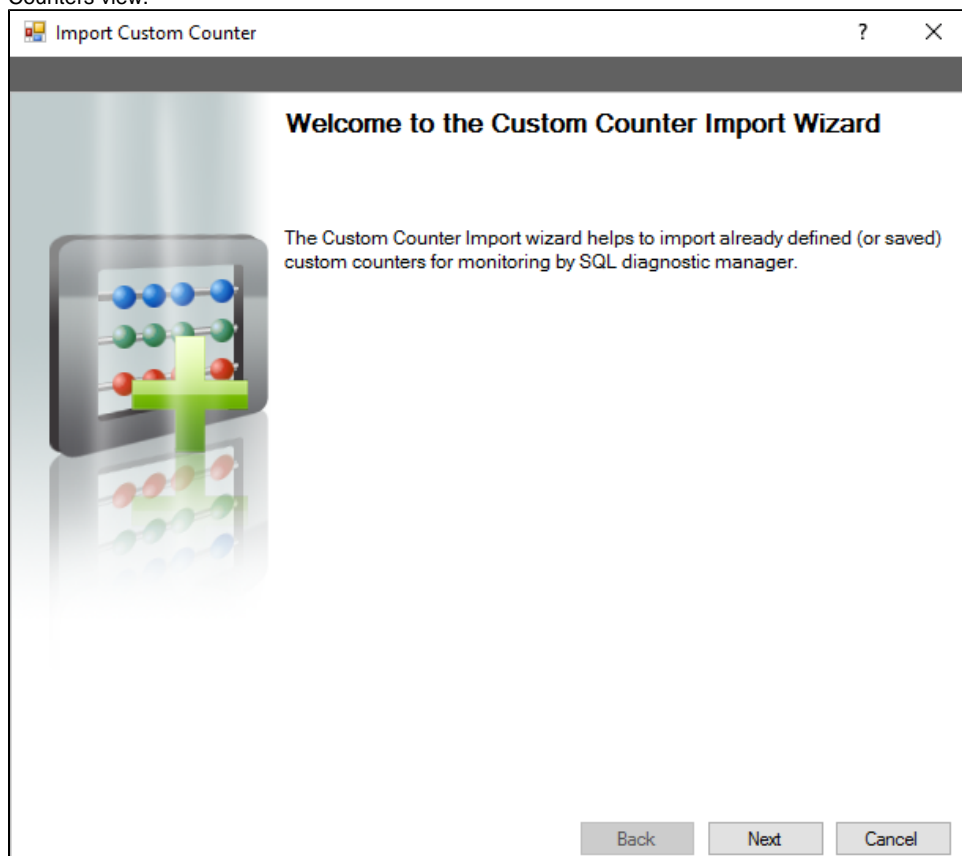 Counters view.
Import Custom Counter
?
Welcome to the Custom Counter Import Wizard
The Custom Counter Import wizard helps to import already defined (or saved)
custom counters for monitoring by SQL diagnostic manager.
Back
Next
Cancel